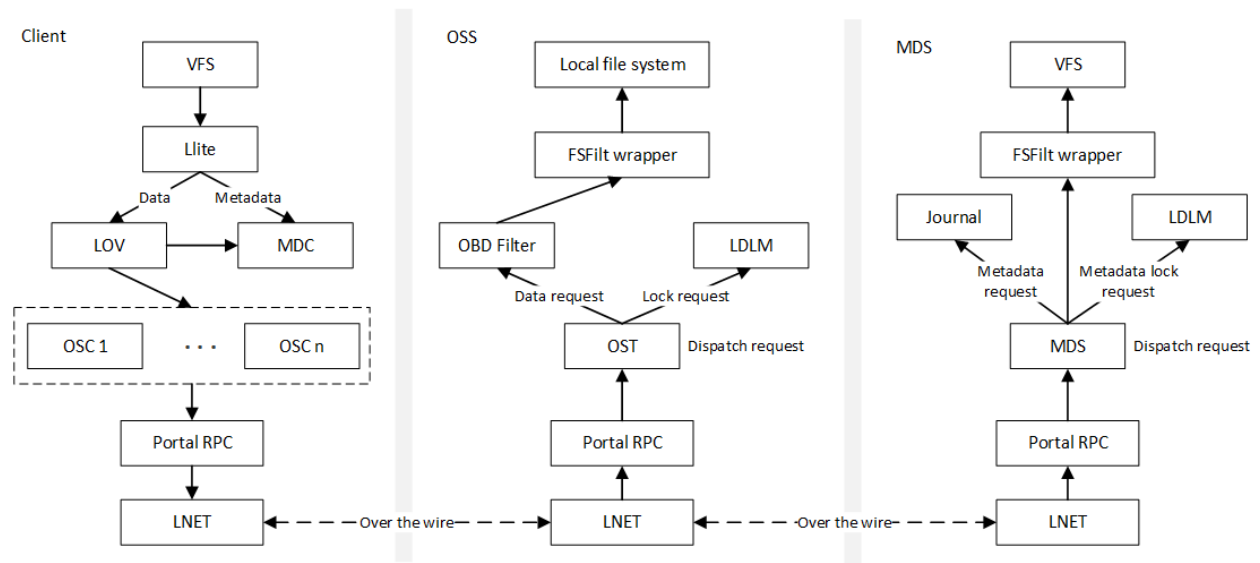 Client
VFS
Llite
Data
Metadata
LOV
MDC
OSC 1
. . .
OSC n
Portal RPC
LNET
Over the wire
OSS
Local file system
FSFilt wrapper
OBD Filter
LDLM
Data request
Lock request
OST
Dispatch request
Portal RPC
LNET
Over the wire
MDS
VFS
FSFilt wrapper
Journal
LDLM
Metadata
request
Metadata lock
request
MDS
Dispatch request
Portal RPC
LNET